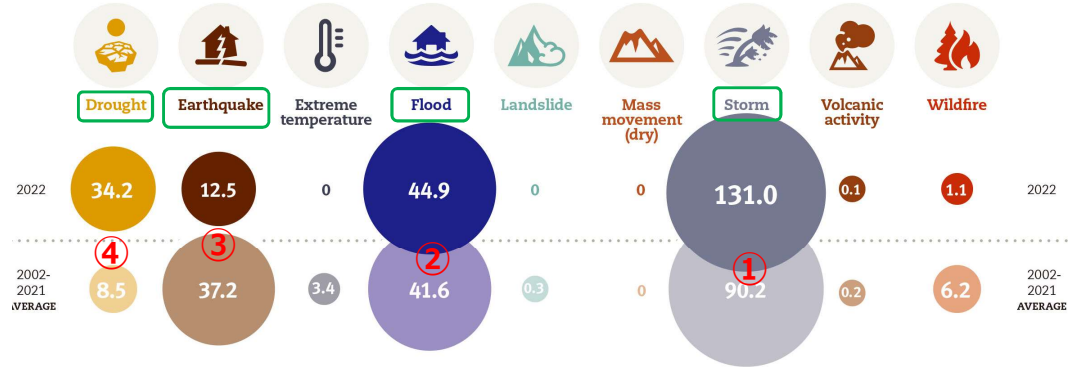 Drought Earthquake Extreme temperature Flood Landslide Mass movement (dry) Storm Volcanic activity Wildfire
2022 34.2 12.5 0 44.9 0 0 131.0 0.1 1.1 2022
④ ③ ② ①
2002-2021 AVERAGE 8.5 37.2 3.4 41.6 0.3 0 90.2 0.2 6.2 2002-2021 AVERAGE